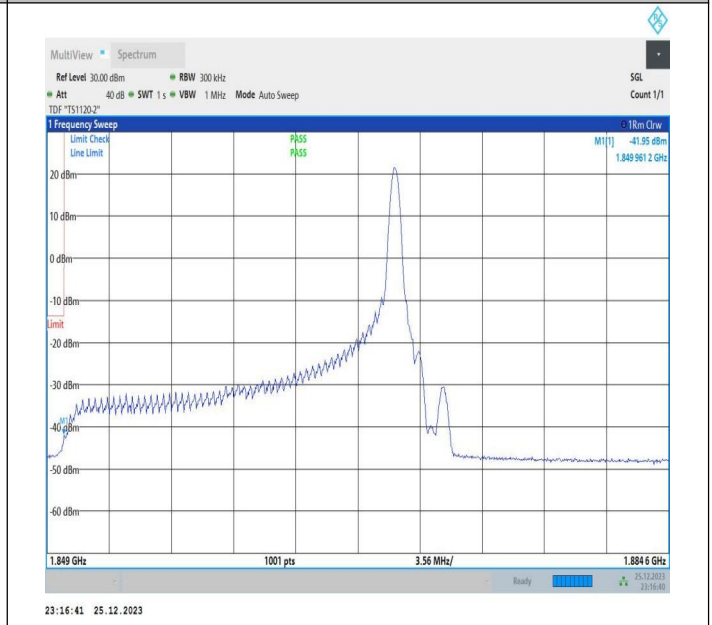 MultiView Spectrum
Ref Level 30.00 dBm RBW 300 kHz SGL
Att 40 dB SWT 1 s VBW 1 MHz Mode Auto Sweep Count 1/1
TDF "TS1120-2"
1 Frequency Sweep 1Rm Clrw
Limit Check PASS M1[1] -41.95 dBm
Line Limit PASS 1.849 961 2 GHz
20 dBm
10 dBm
0 dBm
-10 dBm
Limit
-20 dBm
-30 dBm
M1
-40 dBm
-50 dBm
-60 dBm
1.849 GHz 1001 pts 3.56 MHz/ 1.884 6 GHz
Ready 25.12.2023
23:16:40
23:16:41 25.12.2023